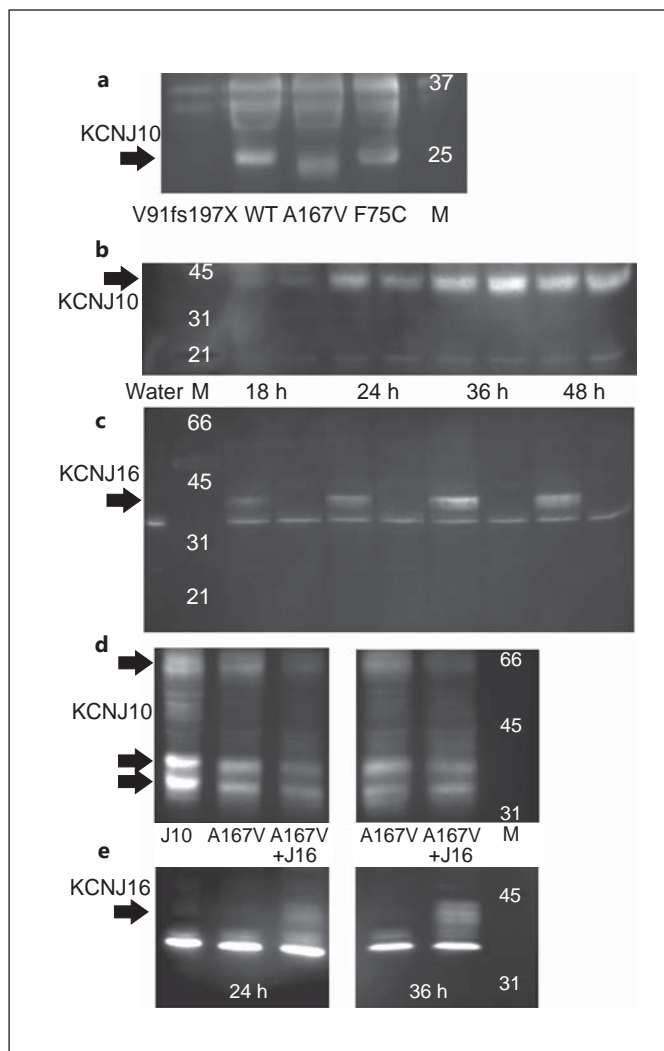 a
37
KCNJ10
25
V91fs197X WT A167V F75C M
b
45
KCNJ10
31
21
Water M 18 h 24 h 36 h 48 h
c
66
KCNJ16
45
31
21
d
66
KCNJ10
45
31
J10 A167V A167V +J16 A167V A167V +J16 M
e
KCNJ16
45
31
24 h 36 h